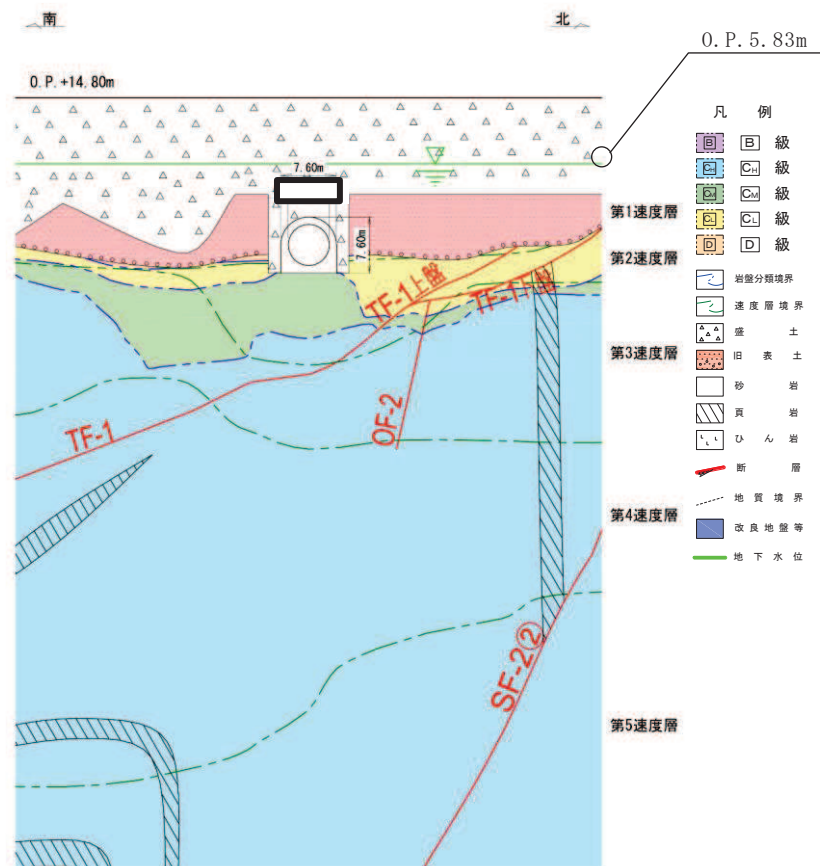 南
北
O.P.5.83m
O.P.+14.80m
7.60m
7.60m
TF-1上盤
TF-1下盤
TF-1
OF-2
SF-2②
第1速度層
第2速度層
第3速度層
第4速度層
第5速度層
凡 例
B B 級
CH CH 級
CM CM 級
CL CL 級
D D 級
岩盤分類境界
速度層境界
盛 土
旧 表 土
砂 岩
頁 岩
ひ ん 岩
断 層
地 質 境 界
改 良 地 盤 等
地 下 水 位